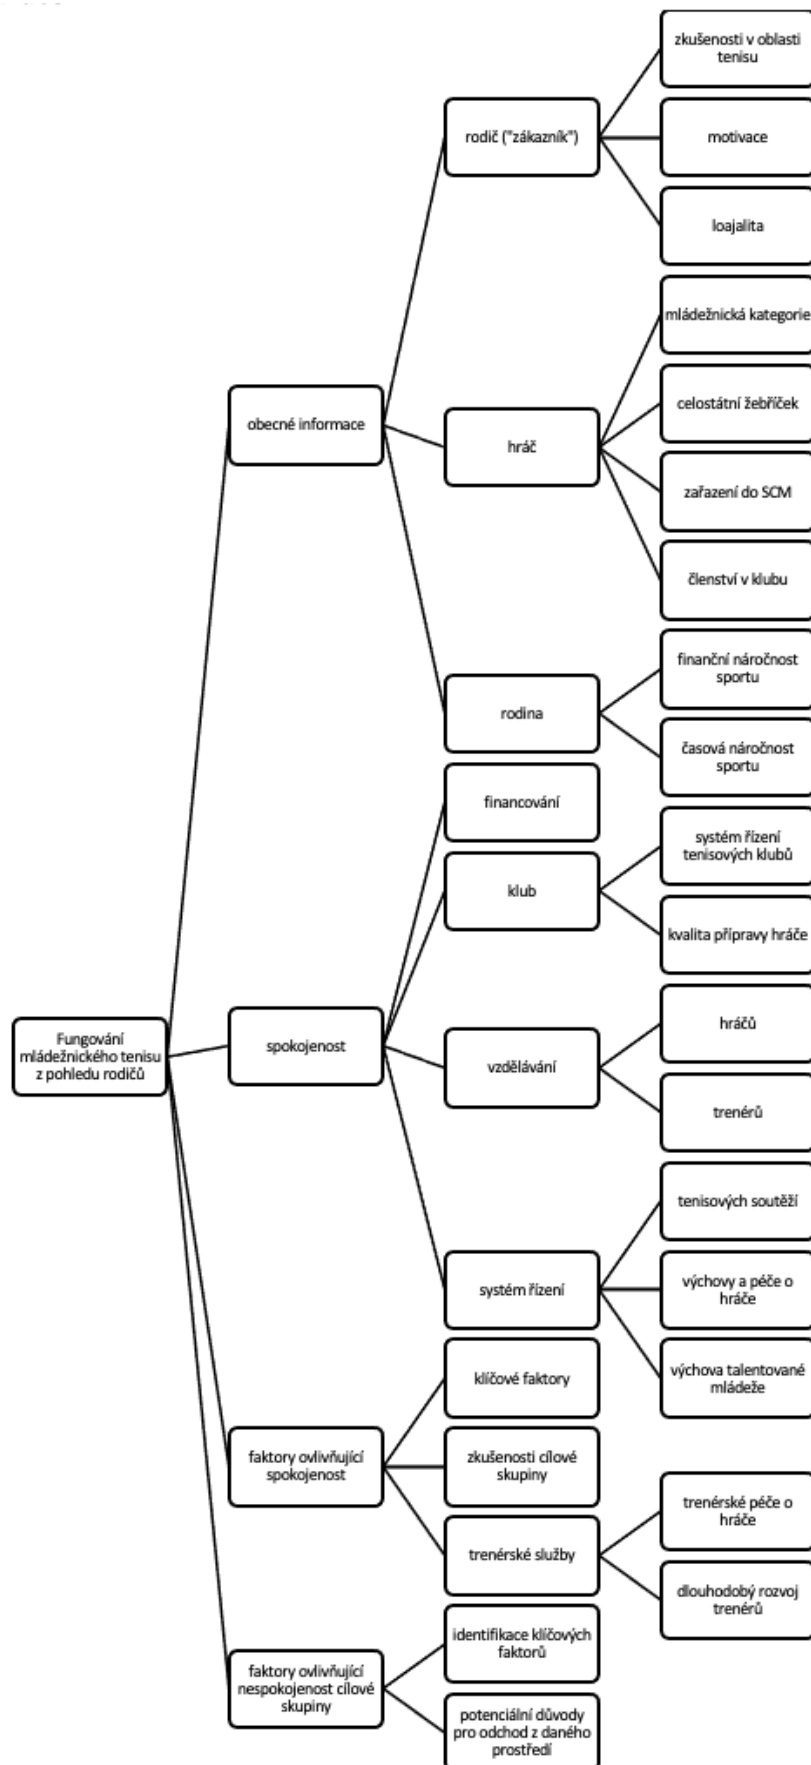 zkušenosti v oblasti
tenisu
rodič ("zákazník")
motivace
loajalita
mládežnická kategorie
obecné informace
celostátní žebříček
hráč
zařazení do SCM
členství v klubu
finanční náročnost
sportu
rodina
časová náročnost
sportu
financování
systém řízení
tenisových klubů
klub
kvalita přípravy hráče
Fungování
mládežnického tenisu
z pohledu rodičů
spokojenost
hráčů
vzdělávání
trenérů
tenisových soutěží
systém řízení
výchovy a péče o
hráče
výchova talentované
mládeže
klíčové faktory
faktory ovlivňující
spokojenost
zkušenosti cílové
skupiny
trenérské služby
trenérské péče o
hráče
dlouhodobý rozvoj
trenérů
faktory ovlivňující
nespokojenost cílové
skupiny
identifikace klíčových
faktorů
potenciální důvody
pro odchod z daného
prostředí